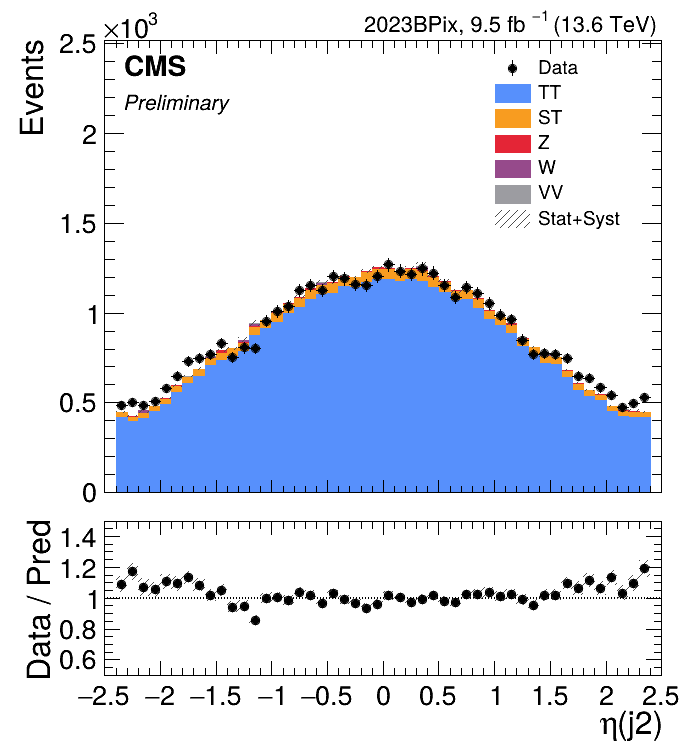 ×10³
2023BPix, 9.5 fb ⁻¹ (13.6 TeV)
Events
2.5
2
1.5
1
0.5
0
CMS
Preliminary
Data
TT
ST
Z
W
VV
Stat+Syst
Data / Pred
1.4
1.2
1
0.8
0.6
−2.5 −2 −1.5 −1 −0.5 0 0.5 1 1.5 2 2.5
η(j2)